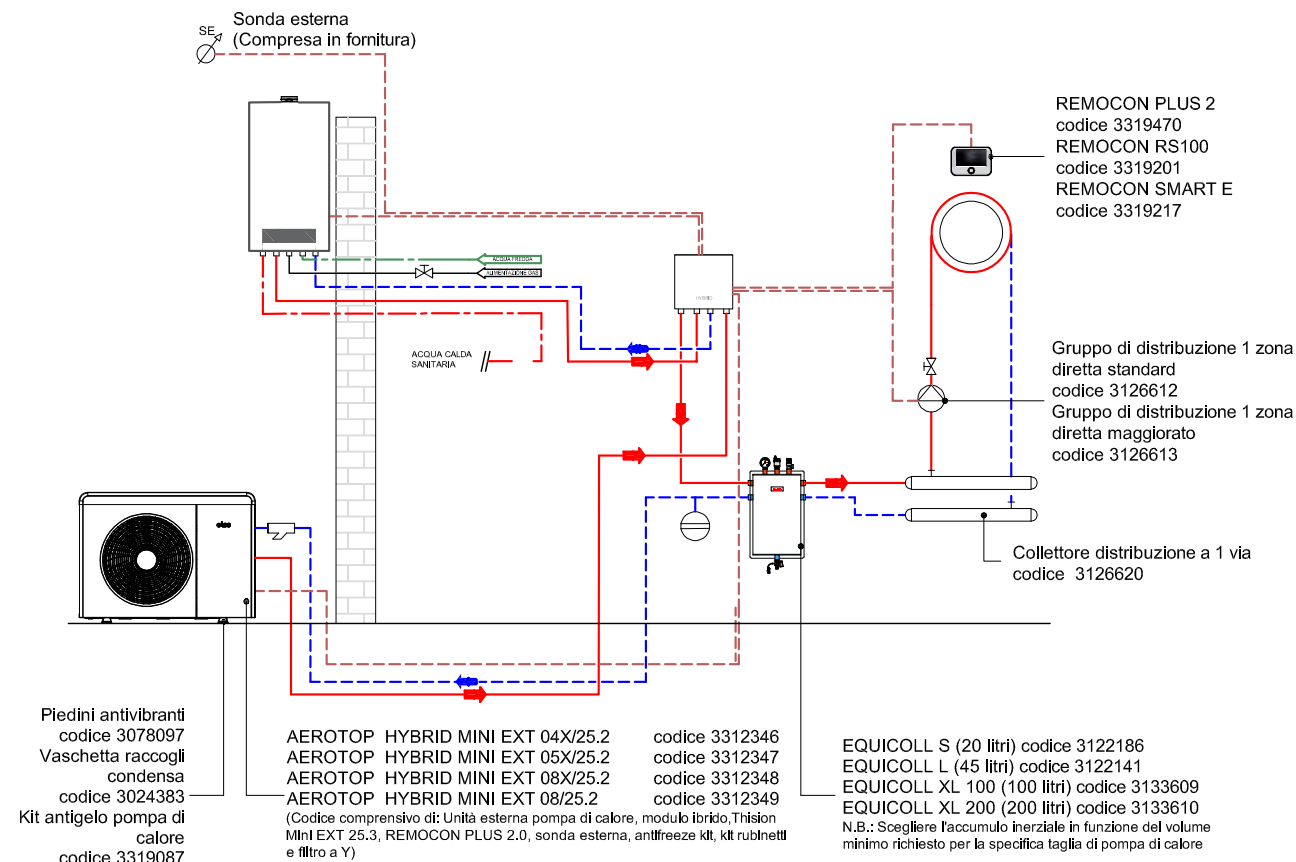 SE
Sonda esterna
(Compresa in fornitura)
REMOCON PLUS 2
codice 3319470
REMOCON RS100
codice 3319201
REMOCON SMART E
codice 3319217
ACQUA FREDDA
ALIMENTAZIONE GAS
HYBRID
ACQUA CALDA
SANITARIA
Gruppo di distribuzione 1 zona
diretta standard
codice 3126612
Gruppo di distribuzione 1 zona
diretta maggiorato
codice 3126613
elco
Collettore distribuzione a 1 via
codice 3126620
Piedini antivibranti
codice 3078097
Vaschetta raccogli
condensa
codice 3024383
Kit antigelo pompa di
calore
codice 3319087
AEROTOP HYBRID MINI EXT 04X/25.2 codice 3312346
AEROTOP HYBRID MINI EXT 05X/25.2 codice 3312347
AEROTOP HYBRID MINI EXT 08X/25.2 codice 3312348
AEROTOP HYBRID MINI EXT 08/25.2 codice 3312349
(Codice comprensivo di: Unità esterna pompa di calore, modulo ibrido,Thision
Mini EXT 25.3, REMOCON PLUS 2.0, sonda esterna, antifreeze kit, kit rubinetti
e filtro a Y)
EQUICOLL S (20 litri) codice 3122186
EQUICOLL L (45 litri) codice 3122141
EQUICOLL XL 100 (100 litri) codice 3133609
EQUICOLL XL 200 (200 litri) codice 3133610
N.B.: Scegliere l'accumulo inerziale in funzione del volume
minimo richiesto per la specifica taglia di pompa di calore